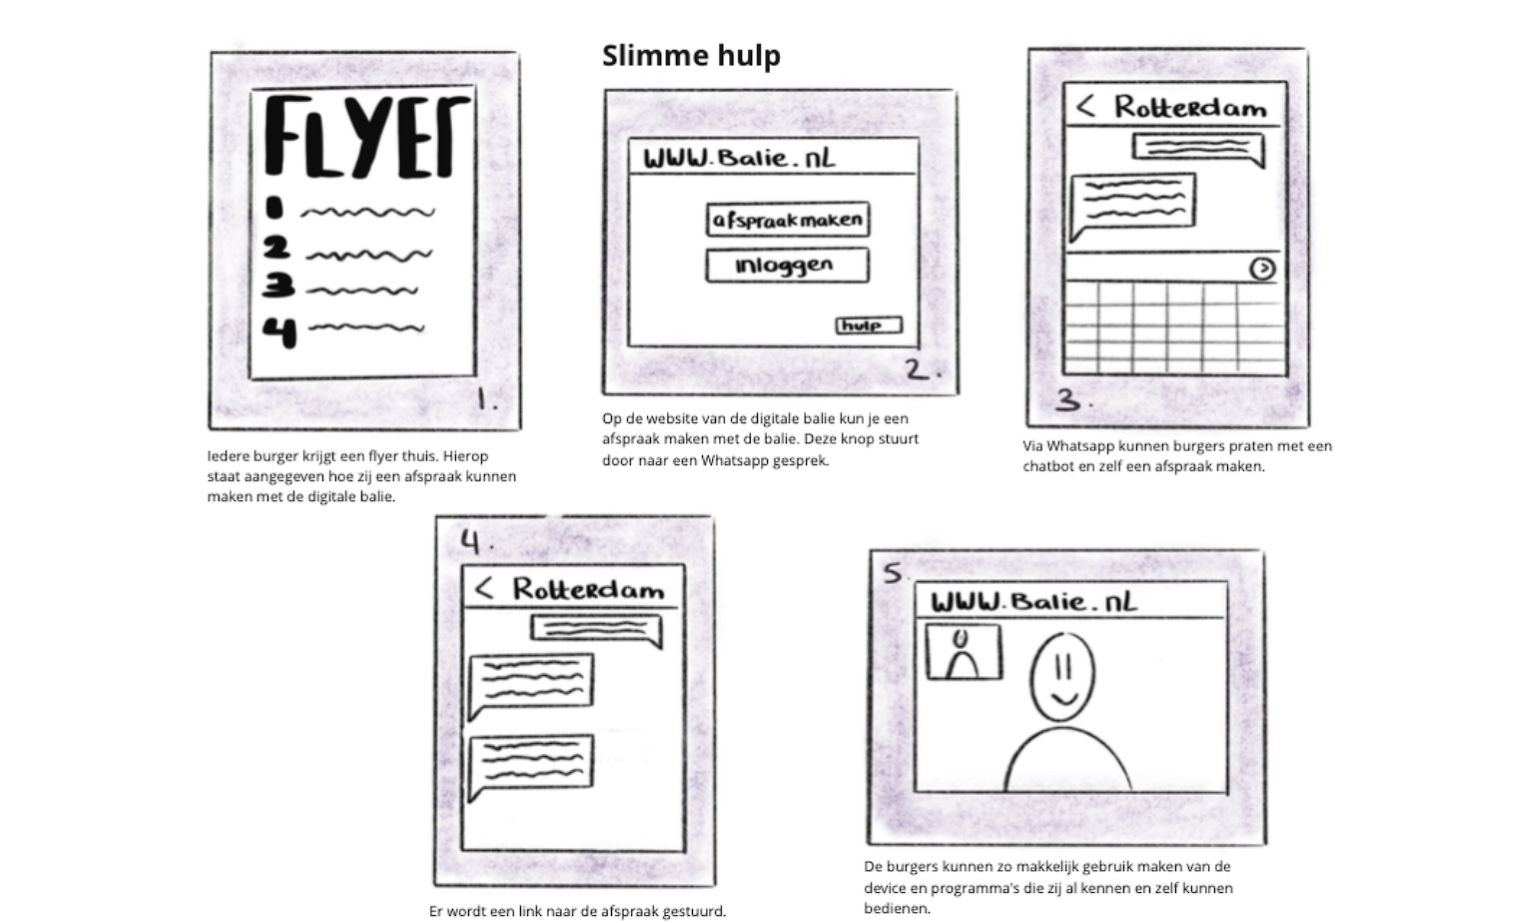 Slimme hulp
FLYEr
1
2
3
4
1.
Iedere burger krijgt een flyer thuis. Hierop
staat aangegeven hoe zij een afspraak kunnen
maken met de digitale balie.
WWW.Balie.nL
afspraak maken
Inloggen
hulp
2.
Op de website van de digitale balie kun je een
afspraak maken met de balie. Deze knop stuurt
door naar een Whatsapp gesprek.
< Rotterdam
3.
Via Whatsapp kunnen burgers praten met een
chatbot en zelf een afspraak maken.
4.
< Rotterdam
Er wordt een link naar de afspraak gestuurd.
5.
WWW.Balie.nL
De burgers kunnen zo makkelijk gebruik maken van de
device en programma's die zij al kennen en zelf kunnen
bedienen.